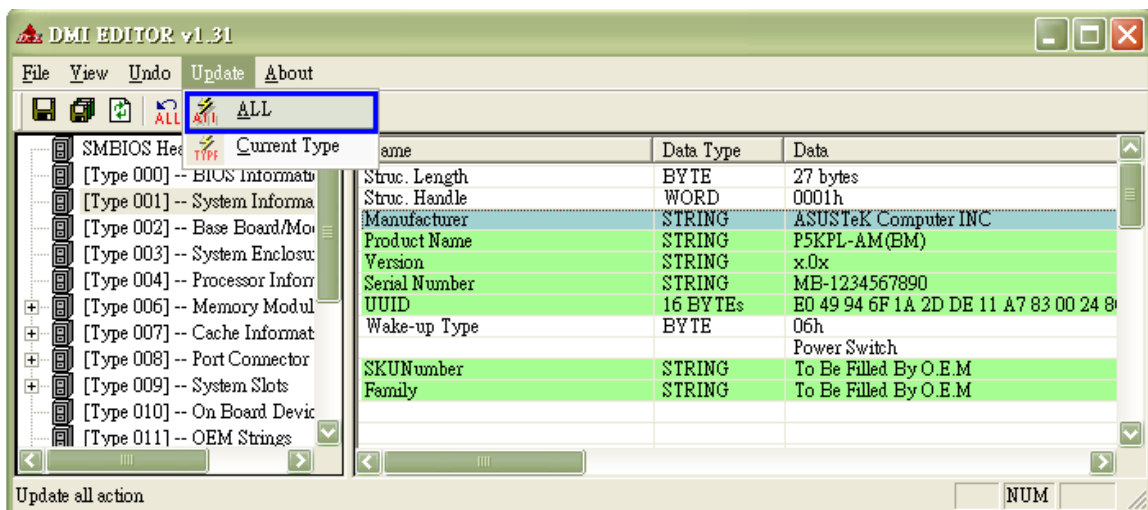 DMI EDITOR v1.31
File View Undo Update About
ALL ALL ALL
TYPE Current Type
SMBIOS Hea
[Type 000] -- BIOS Informati
[Type 001] -- System Informa
[Type 002] -- Base Board/Mo
[Type 003] -- System Enclosu
[Type 004] -- Processor Infor
[Type 006] -- Memory Modul
[Type 007] -- Cache Informat
[Type 008] -- Port Connector
[Type 009] -- System Slots
[Type 010] -- On Board Devic
[Type 011] -- OEM Strings
ame Data Type Data
Struc. Length BYTE 27 bytes
Struc. Handle WORD 0001h
Manufacturer STRING ASUSTeK Computer INC
Product Name STRING P5KPL-AM(BM)
Version STRING x.0x
Serial Number STRING MB-1234567890
UUID 16 BYTEs E0 49 94 6F 1A 2D DE 11 A7 83 00 24 8
Wake-up Type BYTE 06h
Power Switch
SKUNumber STRING To Be Filled By O.E.M
Family STRING To Be Filled By O.E.M
Update all action NUM